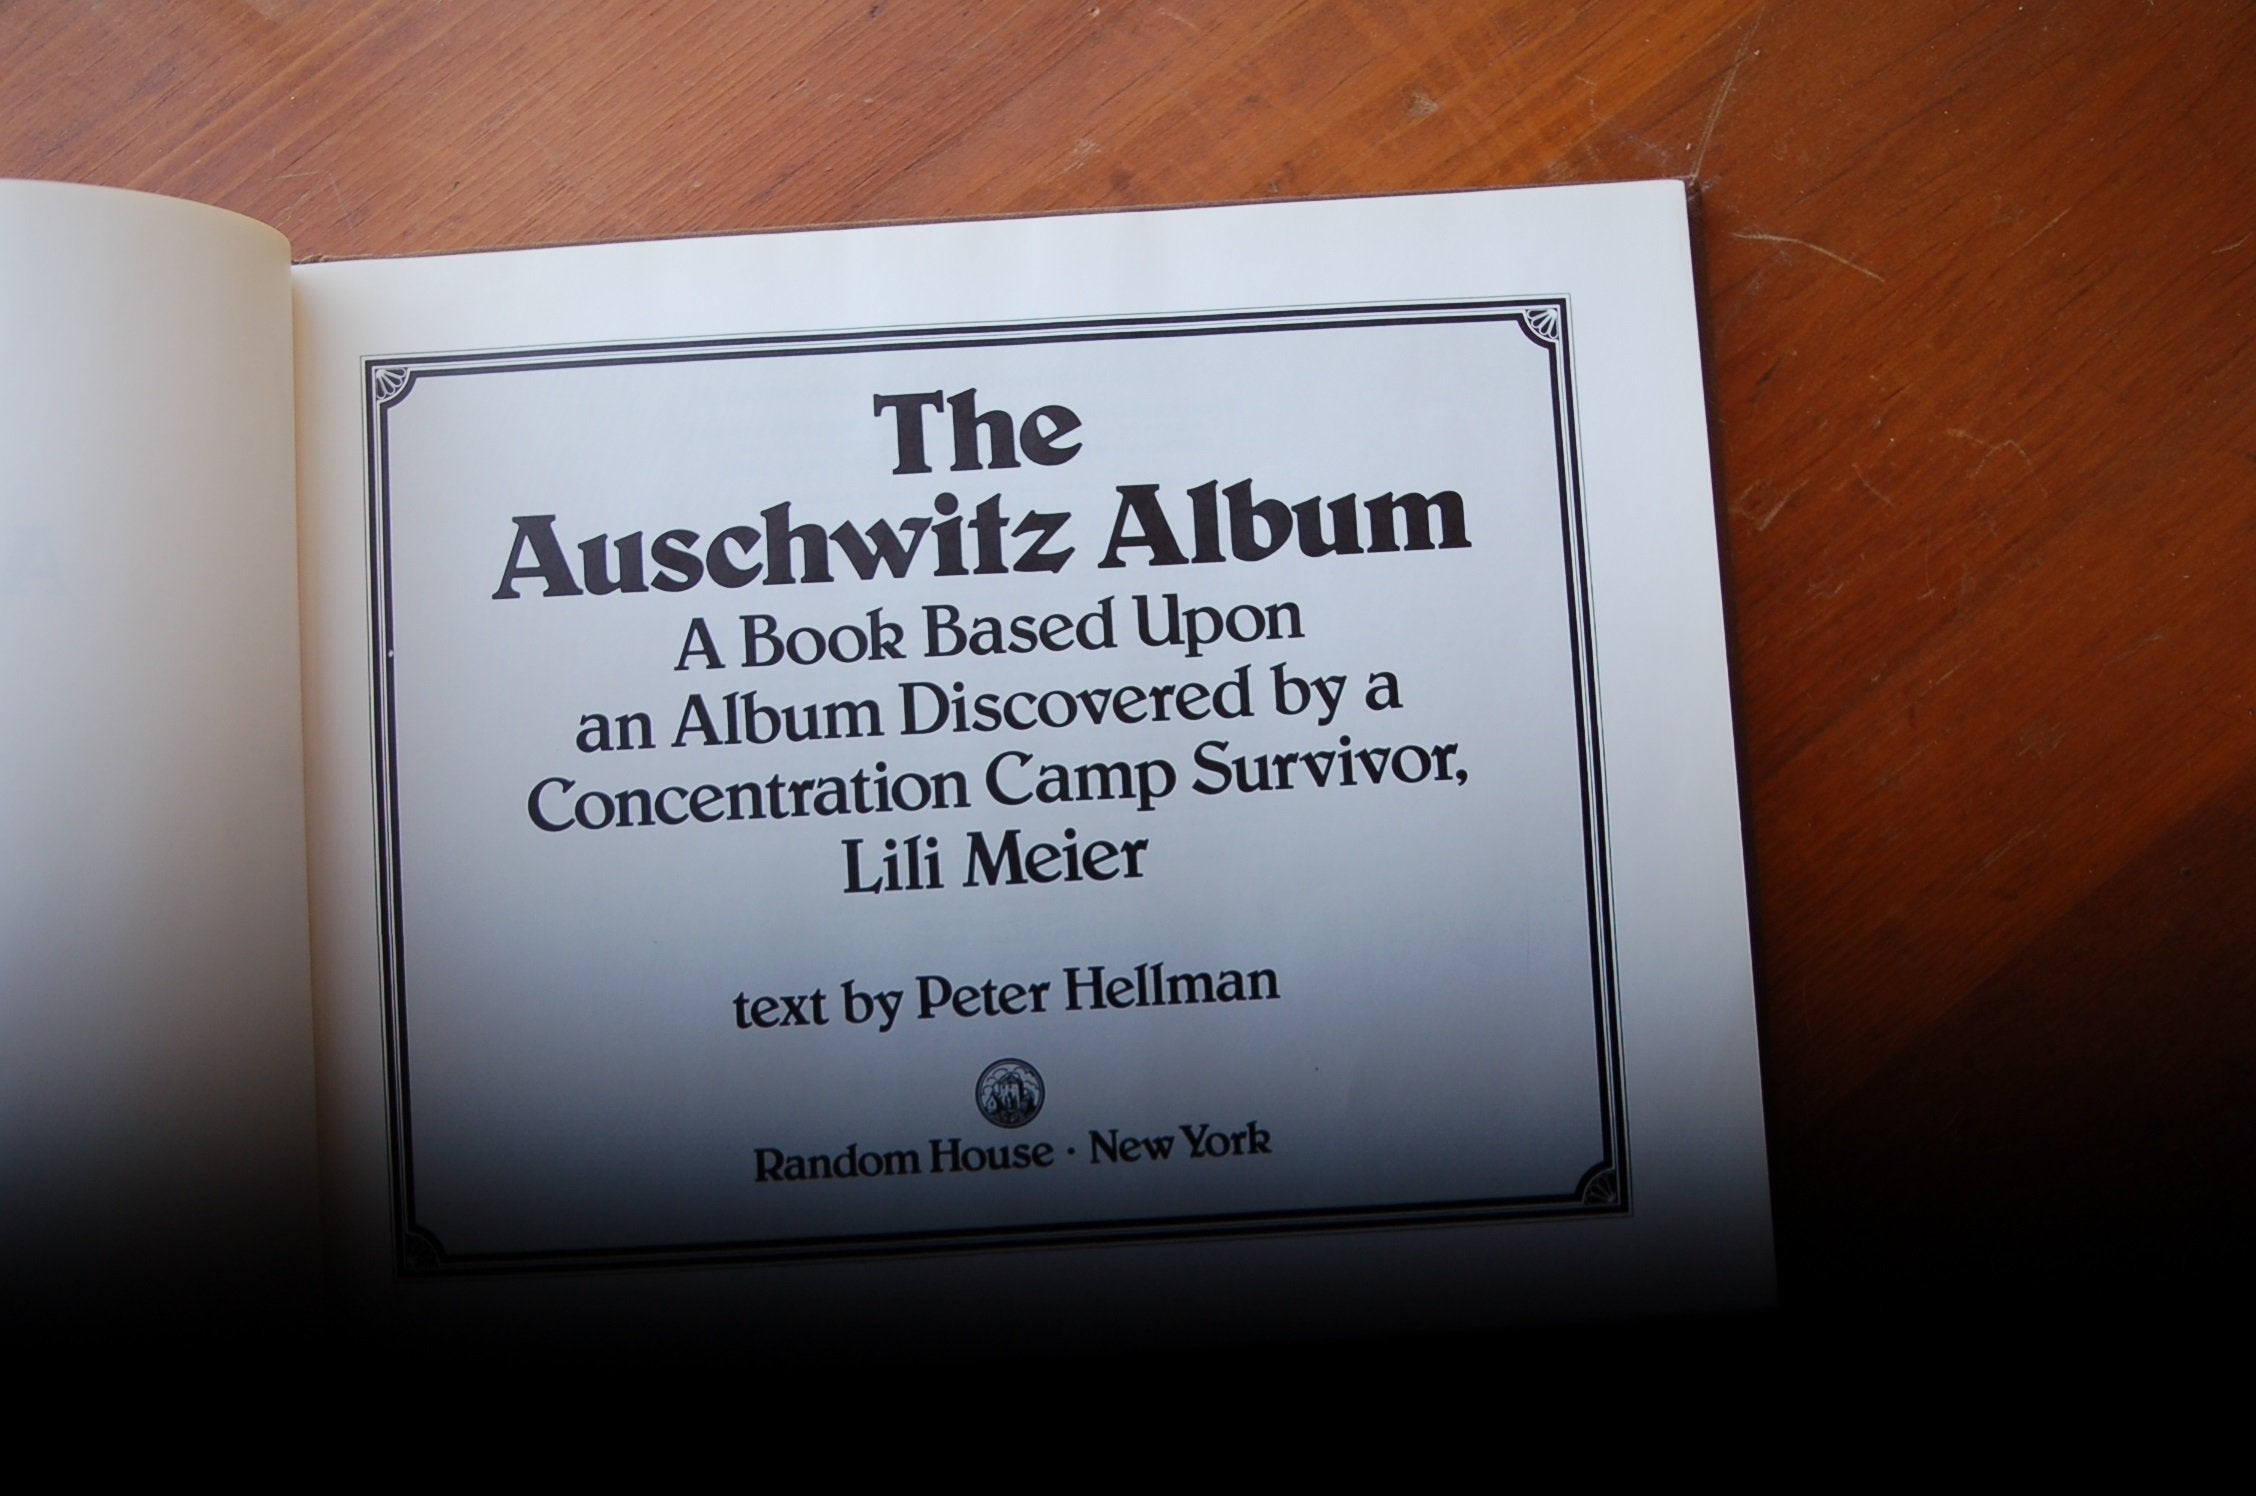 The
Auschwitz Album
A Book Based Upon
an Album Discovered by a
Concentration Camp Survivor,
Lili Meier
text by Peter Hellman
Random House · New York